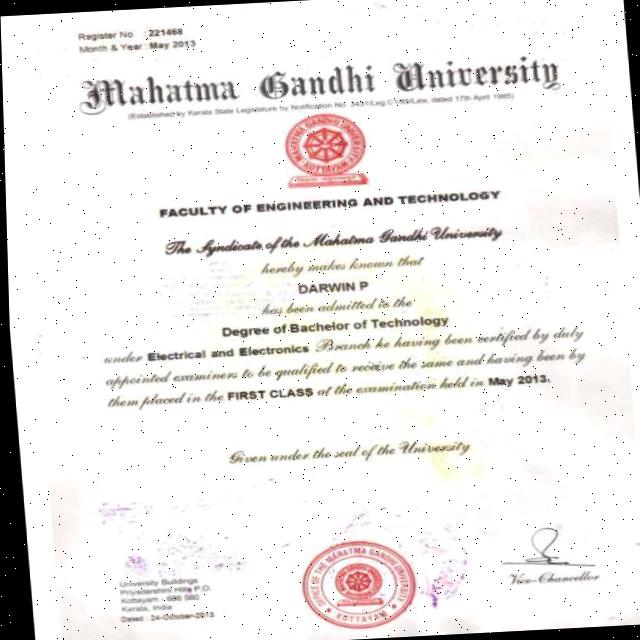 Register No : 221468
Month & Year : May 2013
Mahatma Gandhi University
(Established by Kerala State Legislature by Notification No. 3431/Leg.C1/85/Law, dated 17th April 1985)
MAHATMA GANDHI UNIVERSITY
KOTTAYAM
FACULTY OF ENGINEERING AND TECHNOLOGY
The Syndicate of the Mahatma Gandhi University
hereby makes known that
DARWIN P
has been admitted to the
Degree of Bachelor of Technology
under Electrical and Electronics Branch he having been certified by duly
appointed examiners to be qualified to receive the same and having been by
them placed in the FIRST CLASS at the examination held in May 2013.
Given under the seal of the University
University Buildings
Priyadarshini Hills P.O.
Kottayam - 686 560
Kerala, India
Dated : 24-October-2013
OFFICE OF THE MAHATMA GANDHI UNIVERSITY
KOTTAYAM
Vice-Chancellor